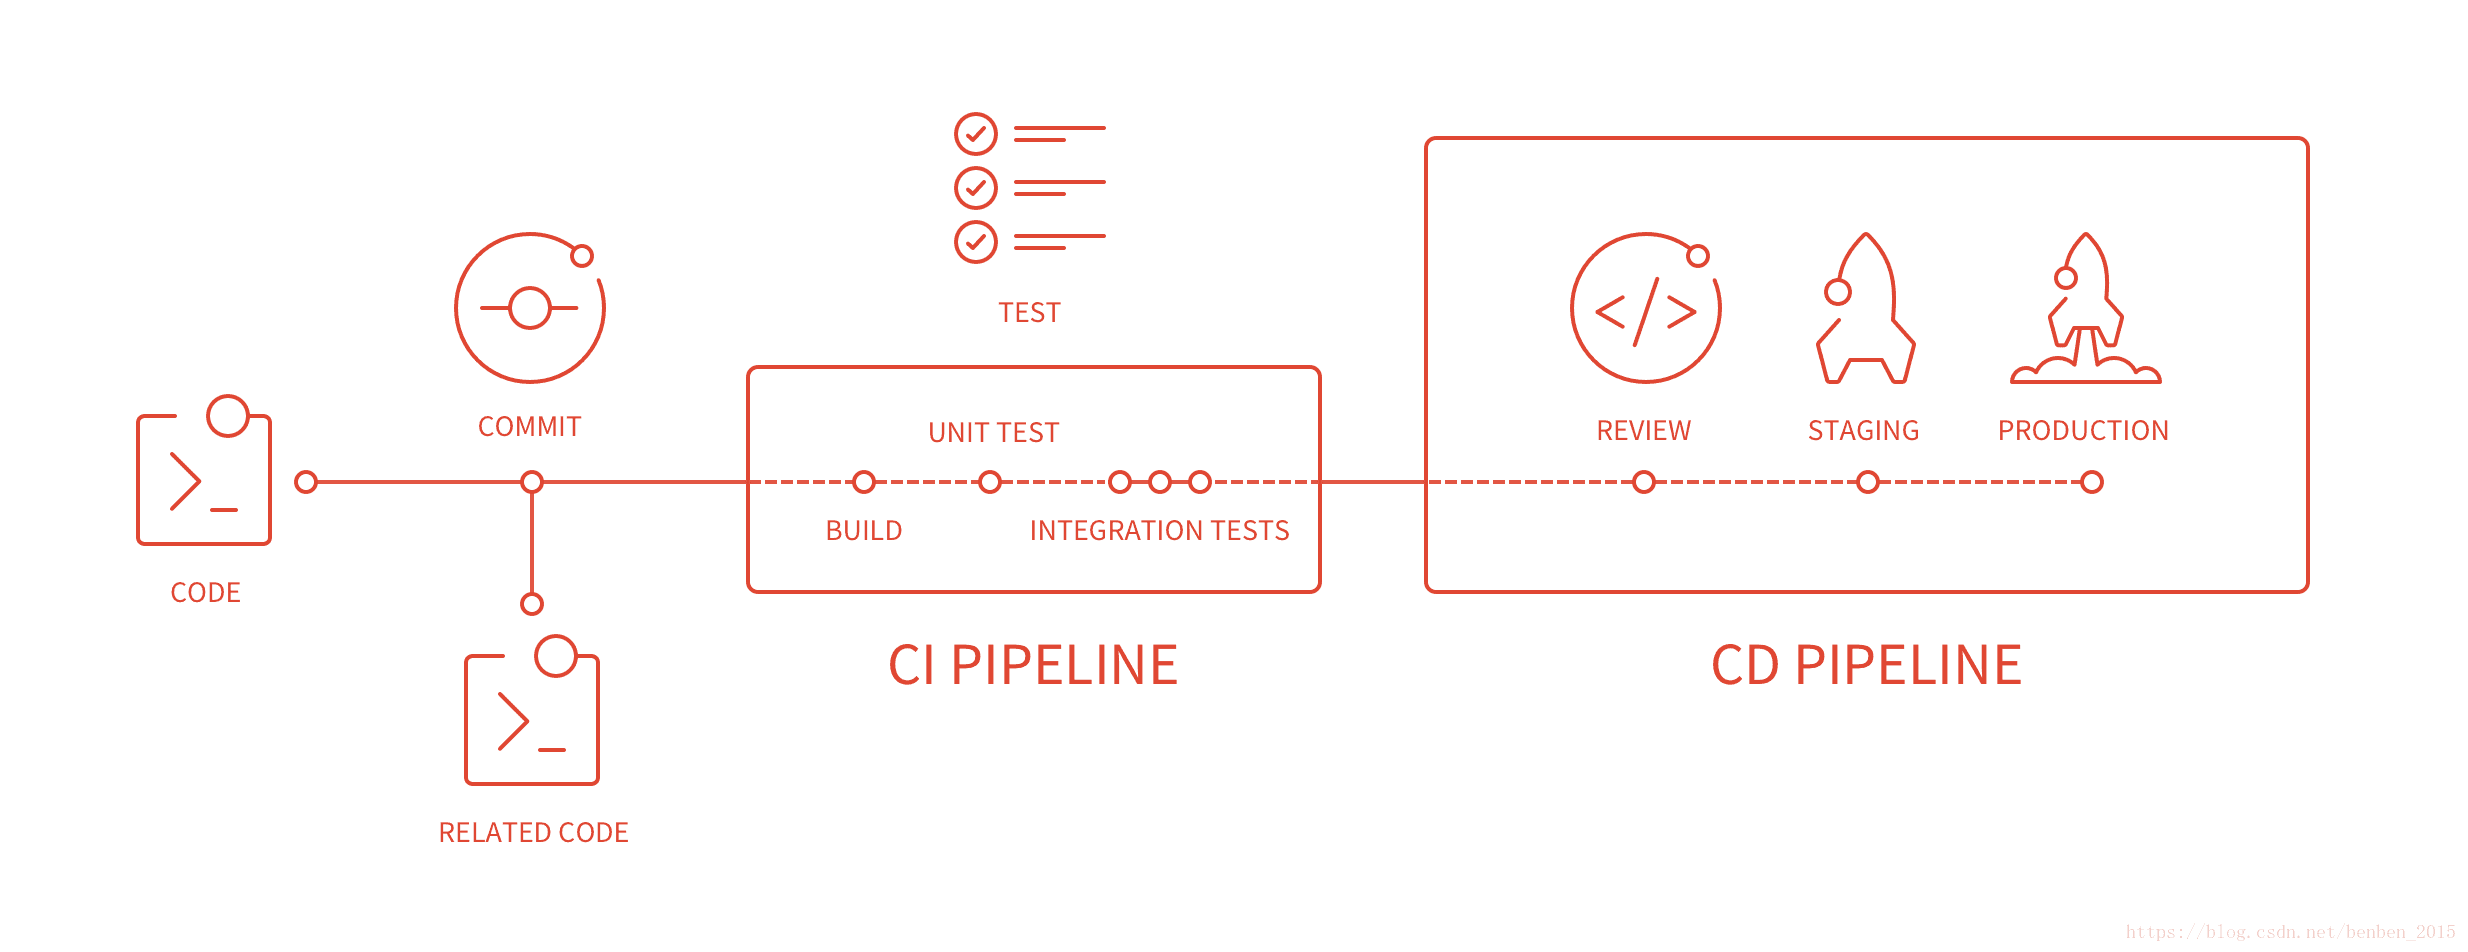 TEST
COMMIT
UNIT TEST
REVIEW
STAGING
PRODUCTION
BUILD
INTEGRATION TESTS
CODE
CI PIPELINE
CD PIPELINE
RELATED CODE
https://blog.csdn.net/benben_2015